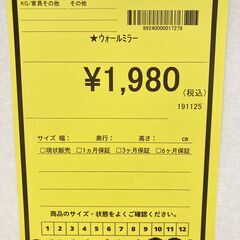 KG/家具その他 その他
99240000017279
★ウォールミラー
¥1,980
(税込)
191125
サイズ 幅: 奥行: 高さ: cm
□現状販売 □1ヵ月保証 □3ヶ月保証 □6ヶ月保証
商品のサイズ・状態をよくご確認ください。
1 2 3 4 5 6 7 8 9 10 11 12